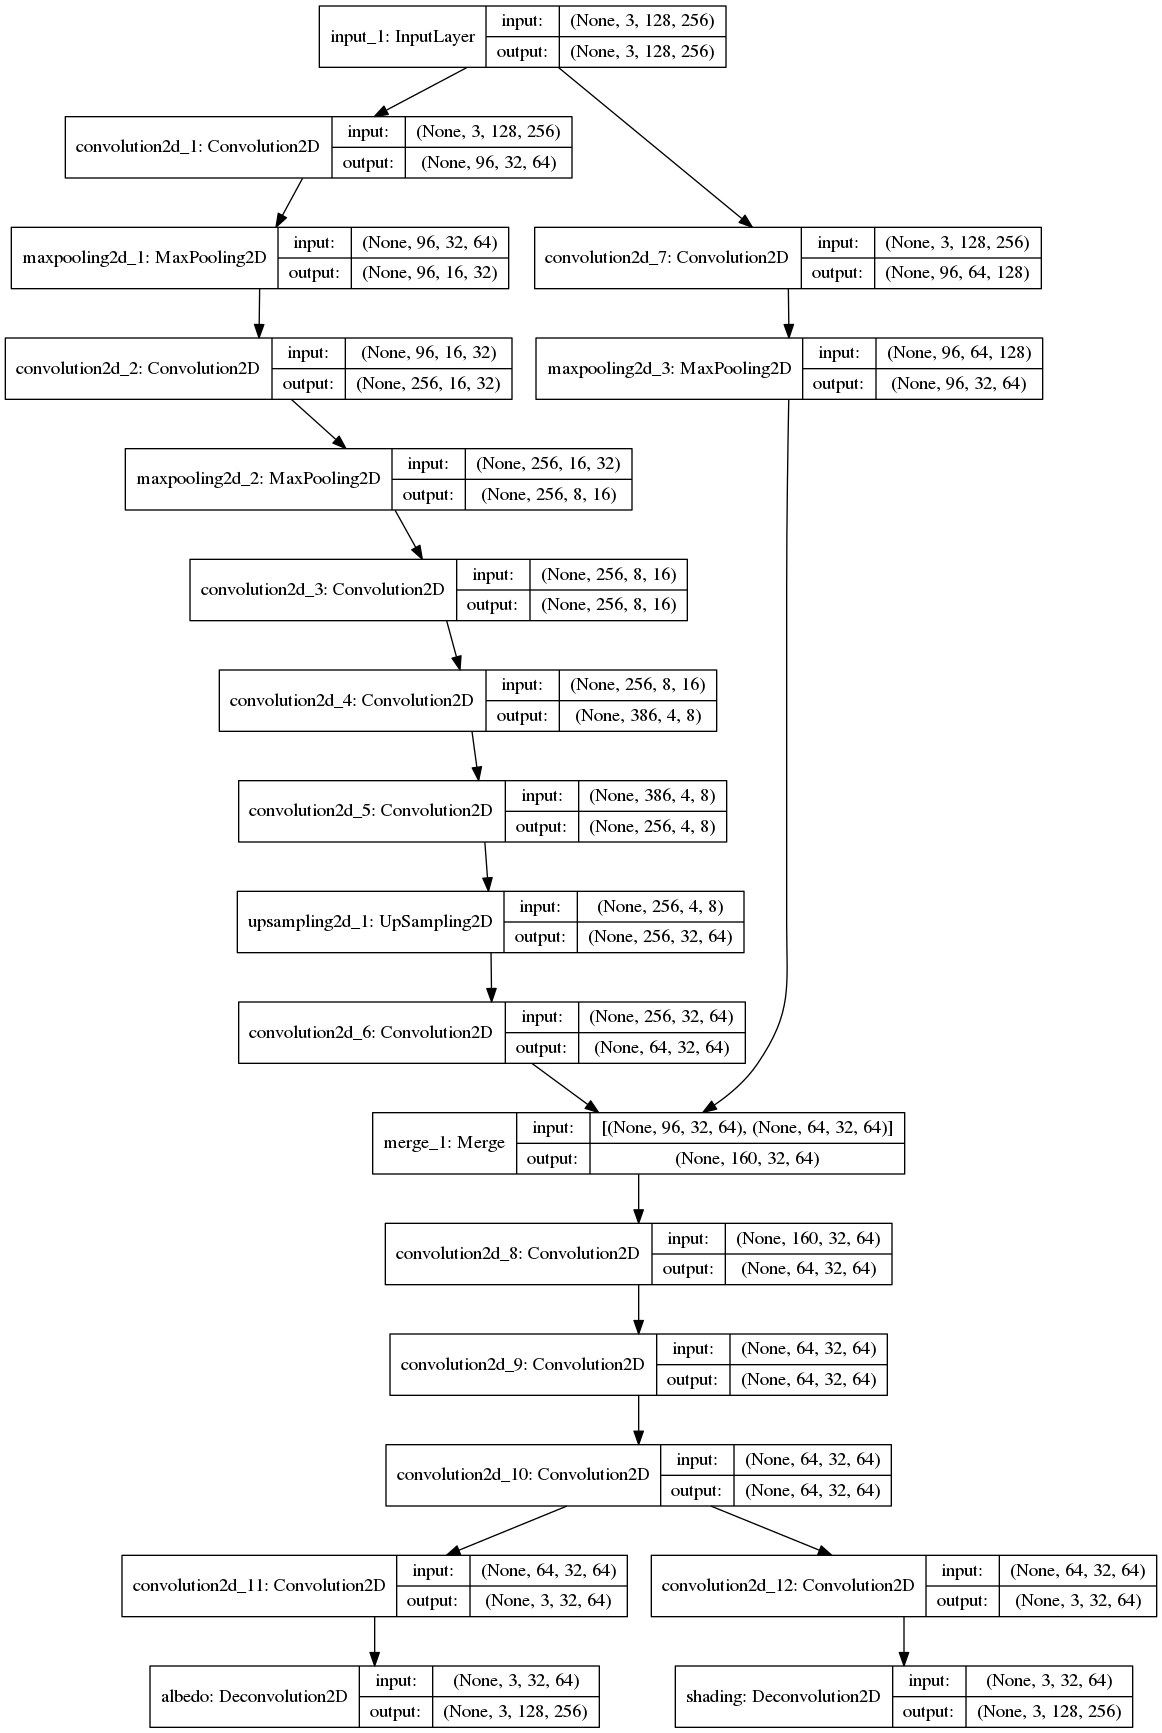 input_1: InputLayer
input: (None, 3, 128, 256)
output: (None, 3, 128, 256)
convolution2d_1: Convolution2D
input: (None, 3, 128, 256)
output: (None, 96, 32, 64)
maxpooling2d_1: MaxPooling2D
input: (None, 96, 32, 64)
output: (None, 96, 16, 32)
convolution2d_7: Convolution2D
input: (None, 3, 128, 256)
output: (None, 96, 64, 128)
convolution2d_2: Convolution2D
input: (None, 96, 16, 32)
output: (None, 256, 16, 32)
maxpooling2d_3: MaxPooling2D
input: (None, 96, 64, 128)
output: (None, 96, 32, 64)
maxpooling2d_2: MaxPooling2D
input: (None, 256, 16, 32)
output: (None, 256, 8, 16)
convolution2d_3: Convolution2D
input: (None, 256, 8, 16)
output: (None, 256, 8, 16)
convolution2d_4: Convolution2D
input: (None, 256, 8, 16)
output: (None, 386, 4, 8)
convolution2d_5: Convolution2D
input: (None, 386, 4, 8)
output: (None, 256, 4, 8)
upsampling2d_1: UpSampling2D
input: (None, 256, 4, 8)
output: (None, 256, 32, 64)
convolution2d_6: Convolution2D
input: (None, 256, 32, 64)
output: (None, 64, 32, 64)
merge_1: Merge
input: [(None, 96, 32, 64), (None, 64, 32, 64)]
output: (None, 160, 32, 64)
convolution2d_8: Convolution2D
input: (None, 160, 32, 64)
output: (None, 64, 32, 64)
convolution2d_9: Convolution2D
input: (None, 64, 32, 64)
output: (None, 64, 32, 64)
convolution2d_10: Convolution2D
input: (None, 64, 32, 64)
output: (None, 64, 32, 64)
convolution2d_11: Convolution2D
input: (None, 64, 32, 64)
output: (None, 3, 32, 64)
convolution2d_12: Convolution2D
input: (None, 64, 32, 64)
output: (None, 3, 32, 64)
albedo: Deconvolution2D
input: (None, 3, 32, 64)
output: (None, 3, 128, 256)
shading: Deconvolution2D
input: (None, 3, 32, 64)
output: (None, 3, 128, 256)